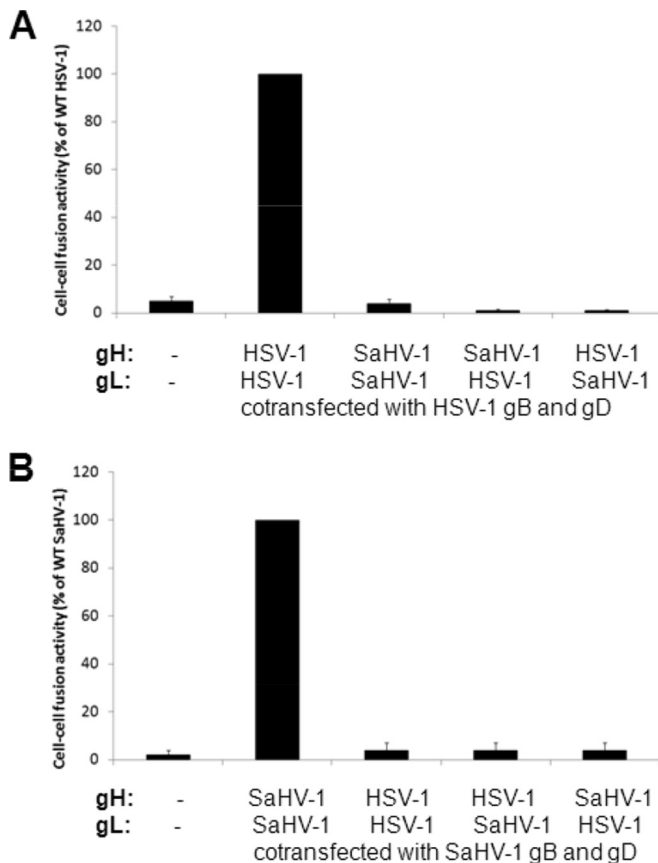 A
Cell-cell fusion activity (% of WT HSV-1)
120
100
80
60
40
20
0
gH: - HSV-1 SaHV-1 SaHV-1 HSV-1
gL: - HSV-1 SaHV-1 HSV-1 SaHV-1
cotransfected with HSV-1 gB and gD
B
Cell-cell fusion activity (% of WT SaHV-1)
120
100
80
60
40
20
0
gH: - SaHV-1 HSV-1 HSV-1 SaHV-1
gL: - SaHV-1 HSV-1 SaHV-1 HSV-1
cotransfected with SaHV-1 gB and gD